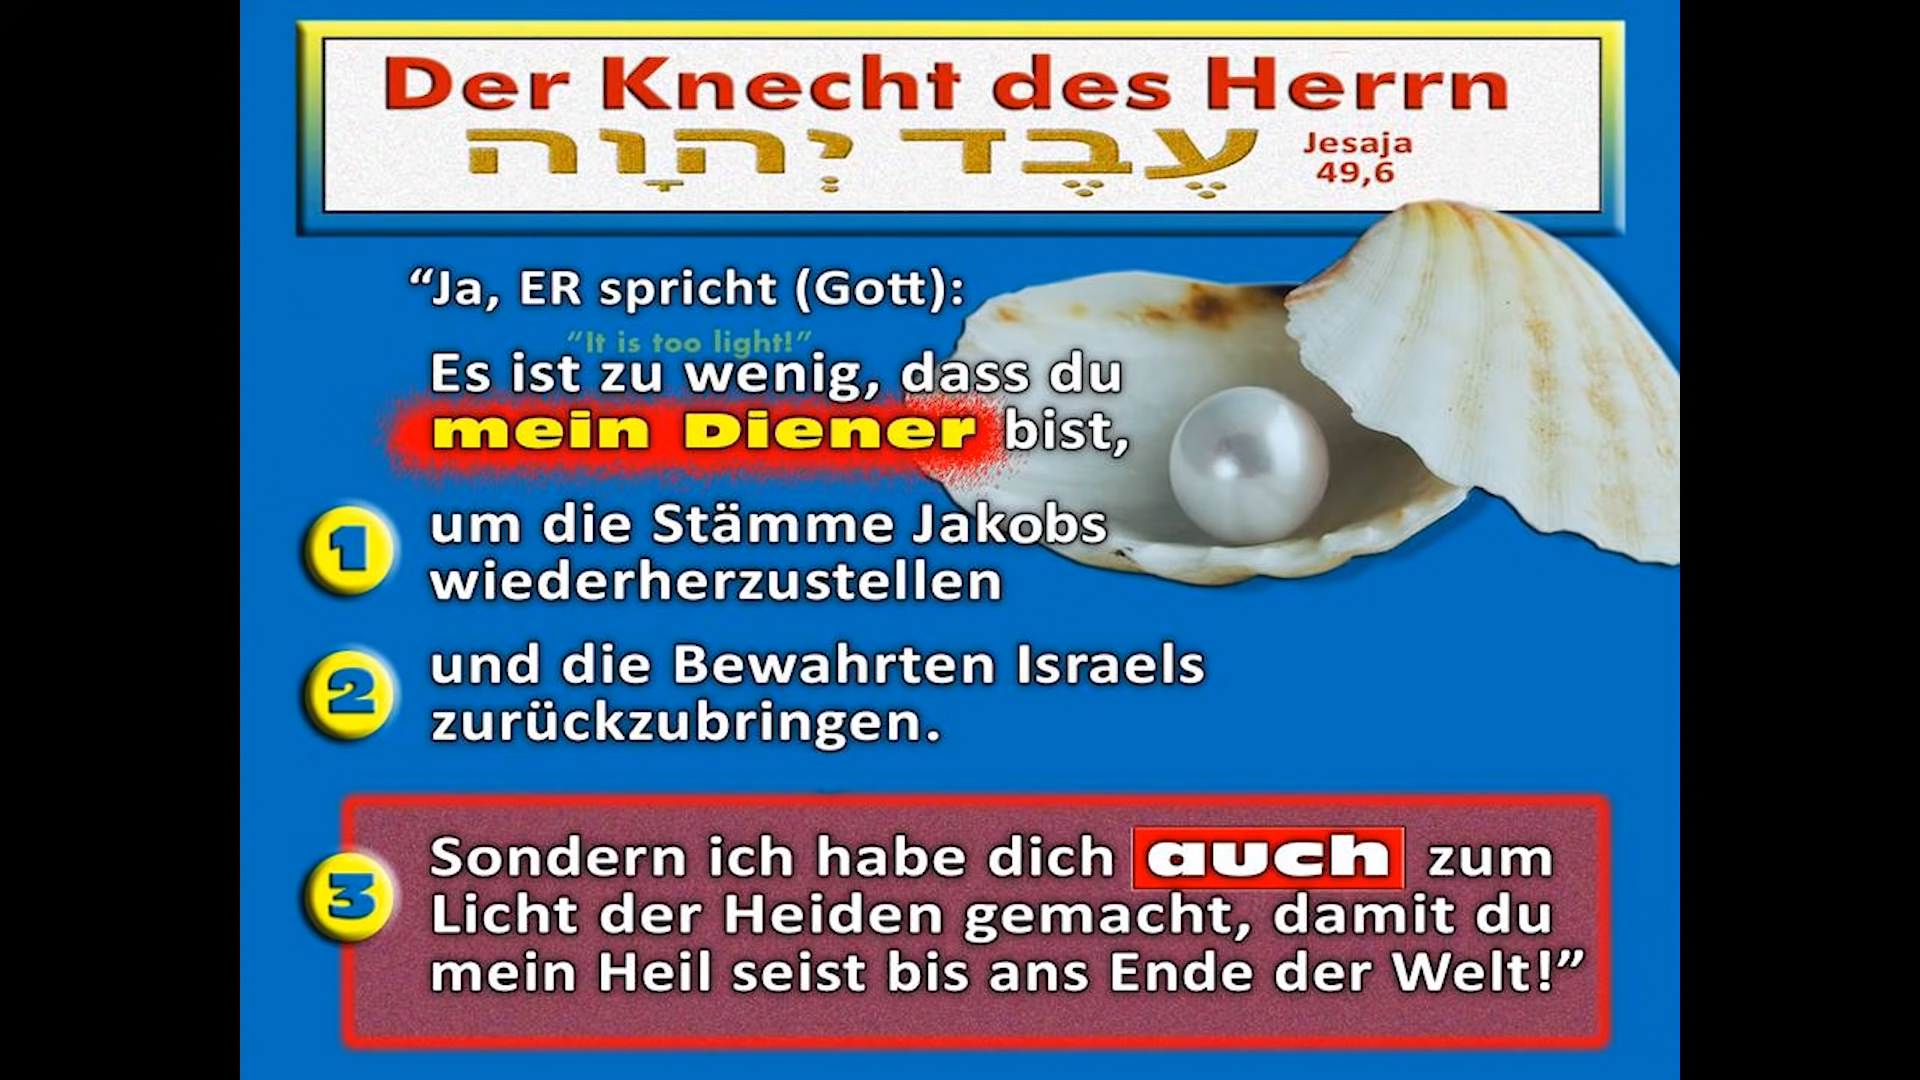 Der Knecht des Herrn
עֶבֶד יְהוָה
Jesaja
49,6
“Ja, ER spricht (Gott):
“It is too light!”
Es ist zu wenig, dass du
mein Diener bist,
1
um die Stämme Jakobs
wiederherzustellen
2
und die Bewahrten Israels
zurückzubringen.
3
Sondern ich habe dich auch zum
Licht der Heiden gemacht, damit du
mein Heil seist bis ans Ende der Welt!”